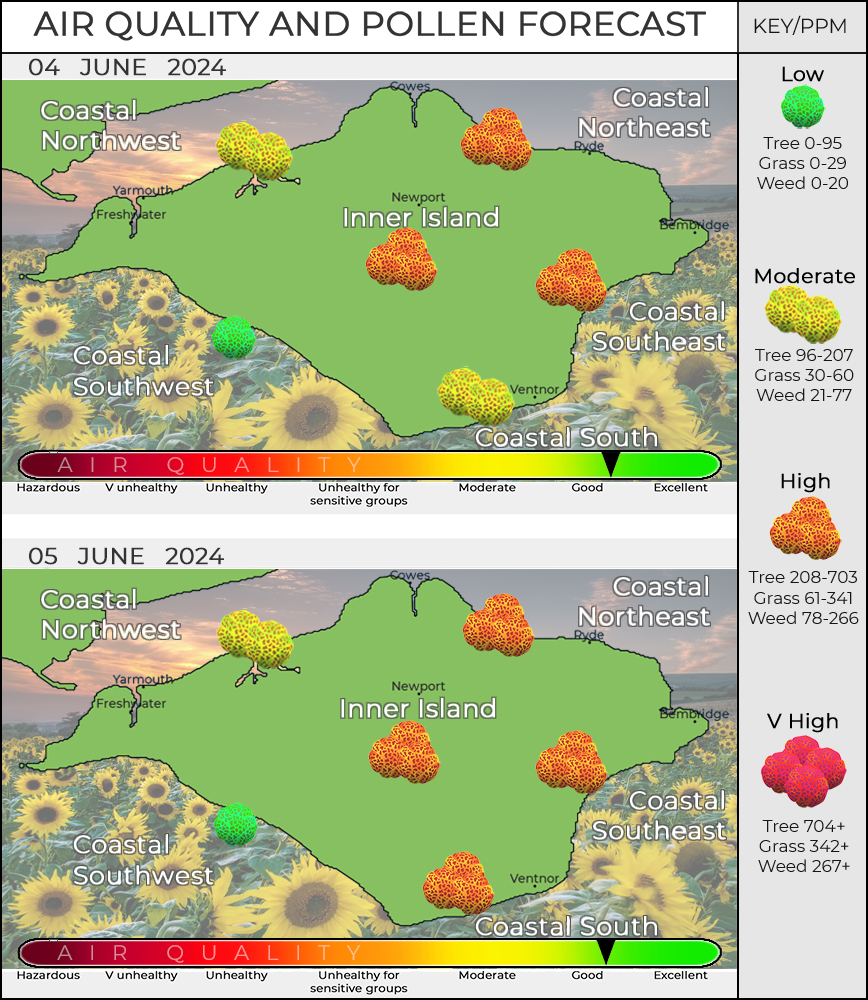 AIR QUALITY AND POLLEN FORECAST
KEY/PPM
04 JUNE 2024
Cowes
Coastal
Northwest
Coastal
Northeast
Ryde
Yarmouth
Freshwater
Newport
Inner Island
Bembridge
Coastal
Southeast
Coastal
Southwest
Ventnor
Coastal South
AIR QUALITY
Hazardous
V unhealthy
Unhealthy
Unhealthy for
sensitive groups
Moderate
Good
Excellent
05 JUNE 2024
Cowes
Coastal
Northwest
Coastal
Northeast
Ryde
Yarmouth
Freshwater
Newport
Inner Island
Bembridge
Coastal
Southeast
Coastal
Southwest
Ventnor
Coastal South
AIR QUALITY
Hazardous
V unhealthy
Unhealthy
Unhealthy for
sensitive groups
Moderate
Good
Excellent
Low
Tree 0-95
Grass 0-29
Weed 0-20
Moderate
Tree 96-207
Grass 30-60
Weed 21-77
High
Tree 208-703
Grass 61-341
Weed 78-266
V High
Tree 704+
Grass 342+
Weed 267+